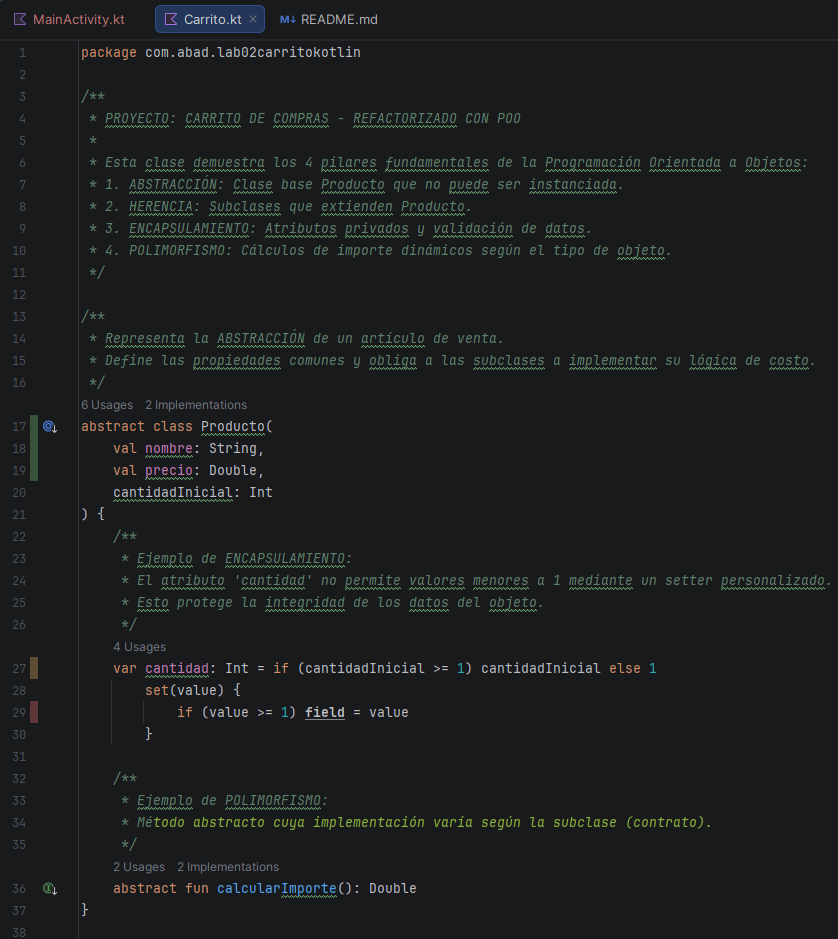 MainActivity.kt Carrito.kt × M↓ README.md
1 package com.abad.lab02carritokotlin
2
3 /**
4 * PROYECTO: CARRITO DE COMPRAS - REFACTORIZADO CON POO
5 *
6 * Esta clase demuestra los 4 pilares fundamentales de la Programación Orientada a Objetos:
7 * 1. ABSTRACCIÓN: Clase base Producto que no puede ser instanciada.
8 * 2. HERENCIA: Subclases que extienden Producto.
9 * 3. ENCAPSULAMIENTO: Atributos privados y validación de datos.
10 * 4. POLIMORFISMO: Cálculos de importe dinámicos según el tipo de objeto.
11 */
12
13 /**
14 * Representa la ABSTRACCIÓN de un artículo de venta.
15 * Define las propiedades comunes y obliga a las subclases a implementar su lógica de costo.
16 */
6 Usages 2 Implementations
17 abstract class Producto(
18 val nombre: String,
19 val precio: Double,
20 cantidadInicial: Int
21 ) {
22 /**
23 * Ejemplo de ENCAPSULAMIENTO:
24 * El atributo 'cantidad' no permite valores menores a 1 mediante un setter personalizado.
25 * Esto protege la integridad de los datos del objeto.
26 */
4 Usages
27 var cantidad: Int = if (cantidadInicial >= 1) cantidadInicial else 1
28 set(value) {
29 if (value >= 1) field = value
30 }
31
32 /**
33 * Ejemplo de POLIMORFISMO:
34 * Método abstracto cuya implementación varía según la subclase (contrato).
35 */
2 Usages 2 Implementations
36 abstract fun calcularImporte(): Double
37 }
38